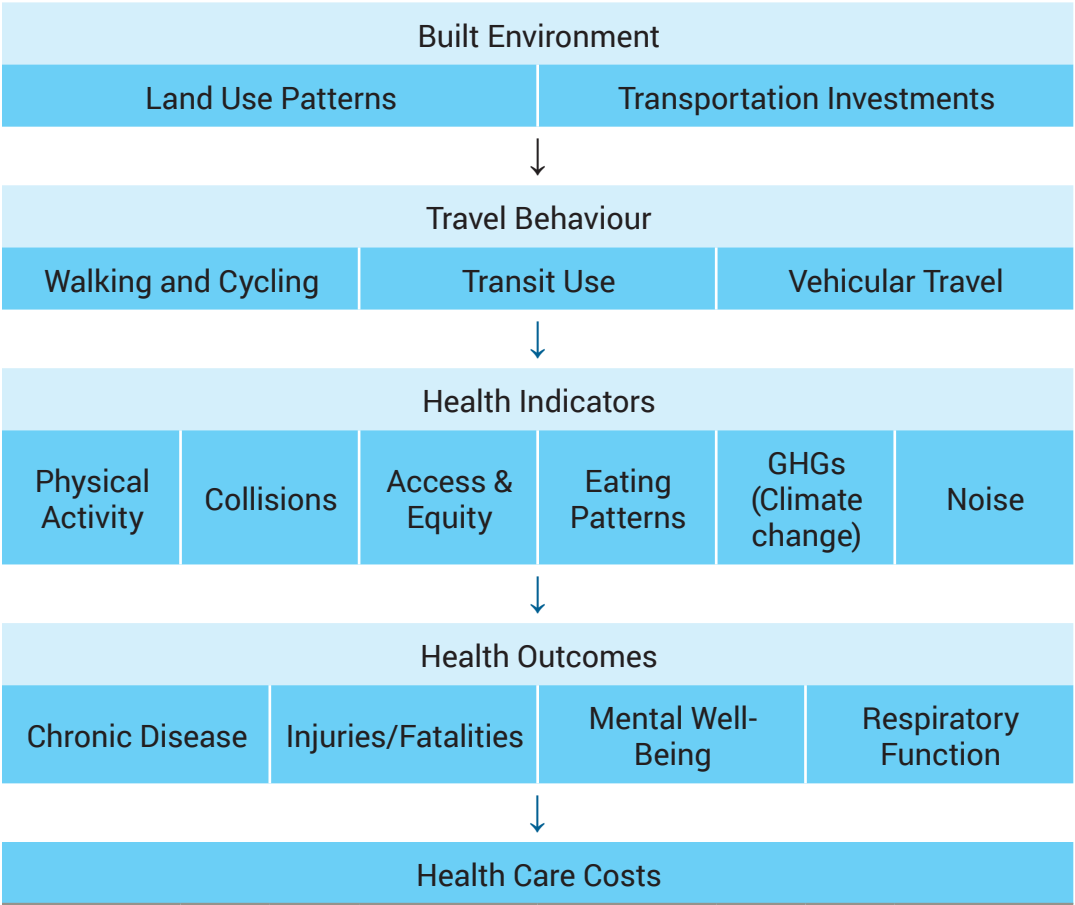 Built Environment
Land Use Patterns
Transportation Investments
↓
Travel Behaviour
Walking and Cycling
Transit Use
Vehicular Travel
↓
Health Indicators
Physical
Activity
Collisions
Access &
Equity
Eating
Patterns
GHGs
(Climate
change)
Noise
↓
Health Outcomes
Chronic Disease
Injuries/Fatalities
Mental Well-
Being
Respiratory
Function
↓
Health Care Costs